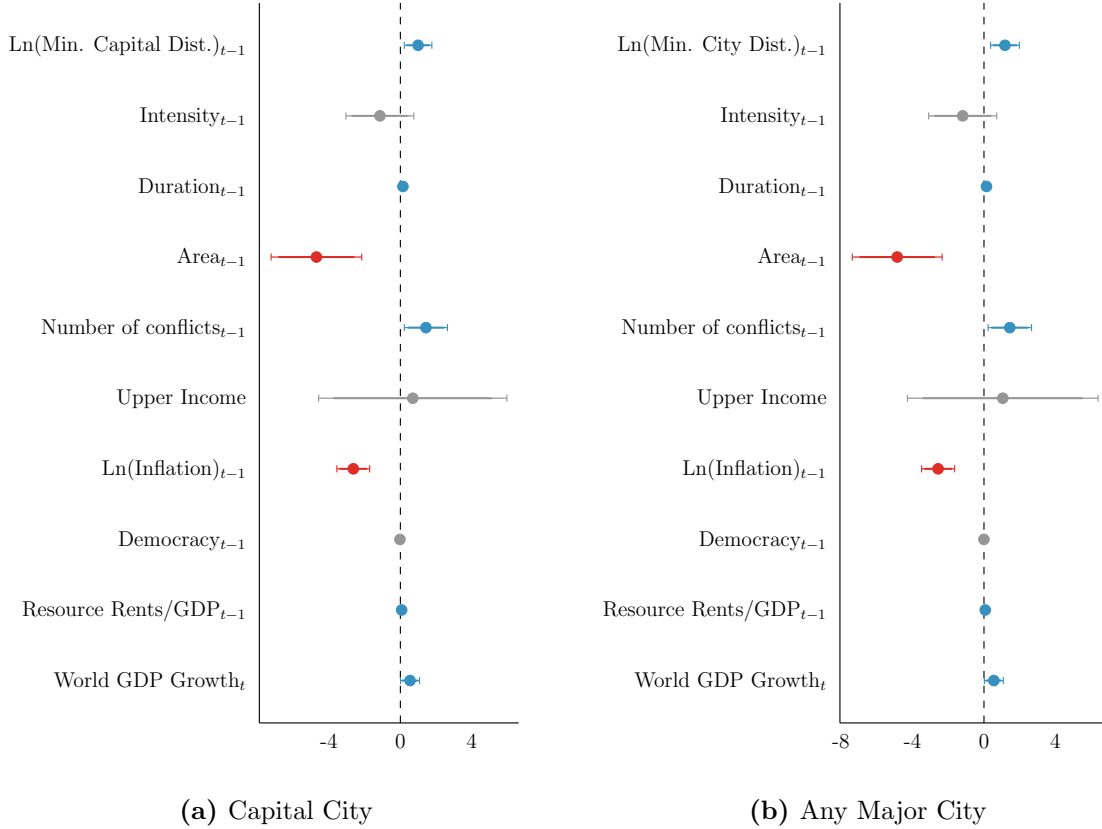 Ln(Min. Capital Dist.)t−1
Intensityt−1
Durationt−1
Areat−1
Number of conflictst−1
Upper Income
Ln(Inflation)t−1
Democracyt−1
Resource Rents/GDPt−1
World GDP Growtht
-4 0 4
(a) Capital City
Ln(Min. City Dist.)t−1
Intensityt−1
Durationt−1
Areat−1
Number of conflictst−1
Upper Income
Ln(Inflation)t−1
Democracyt−1
Resource Rents/GDPt−1
World GDP Growtht
-8 -4 0 4
(b) Any Major City